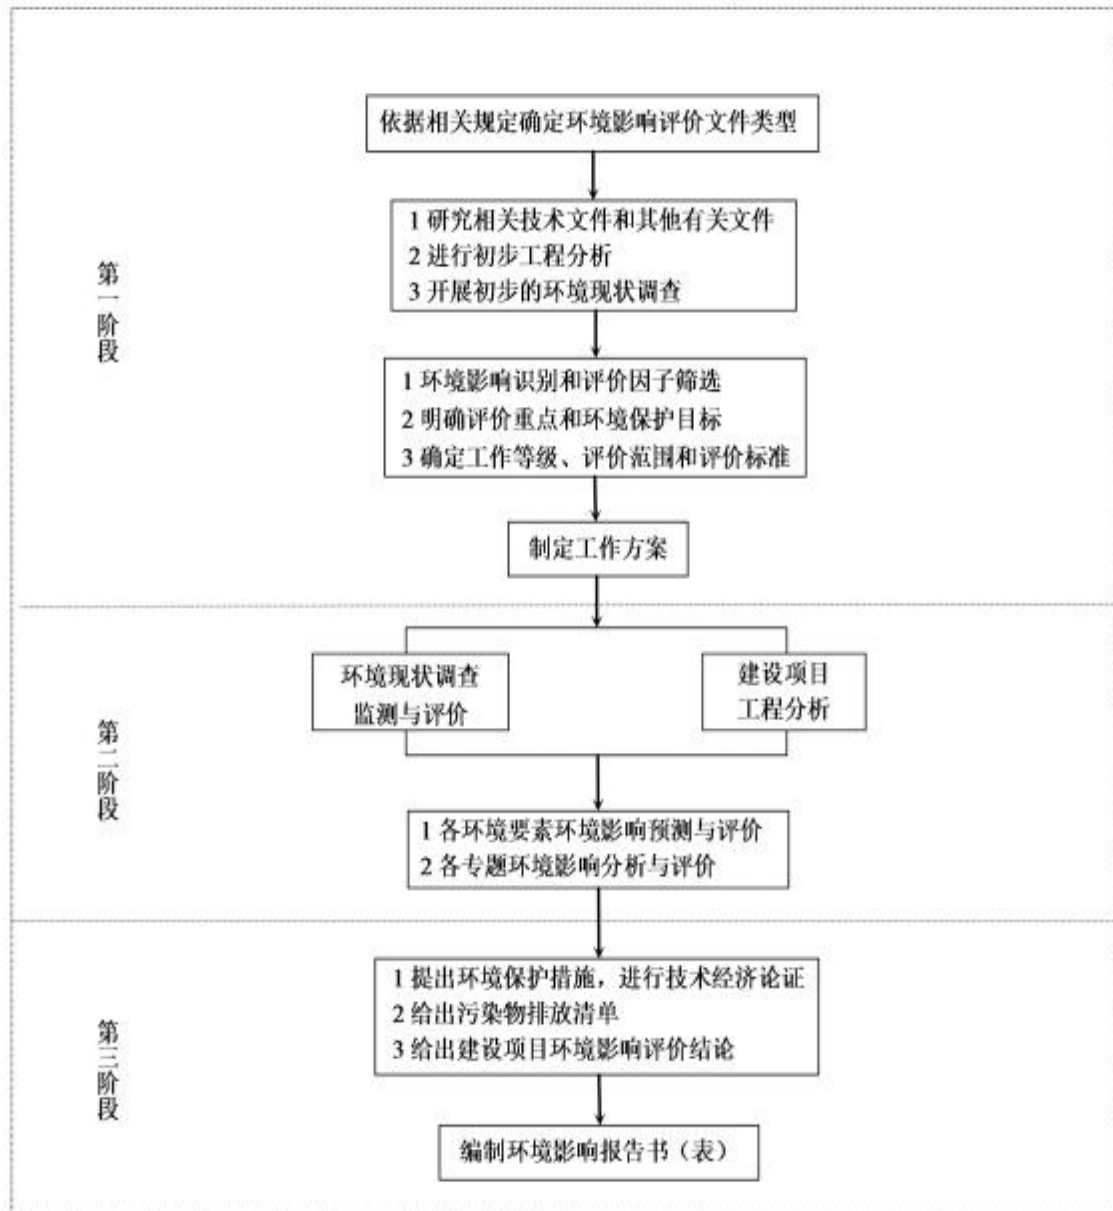 依据相关规定确定环境影响评价文件类型
1 研究相关技术文件和其他有关文件
2 进行初步工程分析
3 开展初步的环境现状调查
第一阶段
1 环境影响识别和评价因子筛选
2 明确评价重点和环境保护目标
3 确定工作等级、评价范围和评价标准
制定工作方案
环境现状调查
监测与评价
建设项目
工程分析
第二阶段
1 各环境要素环境影响预测与评价
2 各专题环境影响分析与评价
1 提出环境保护措施，进行技术经济论证
2 给出污染物排放清单
3 给出建设项目环境影响评价结论
第三阶段
编制环境影响报告书（表）